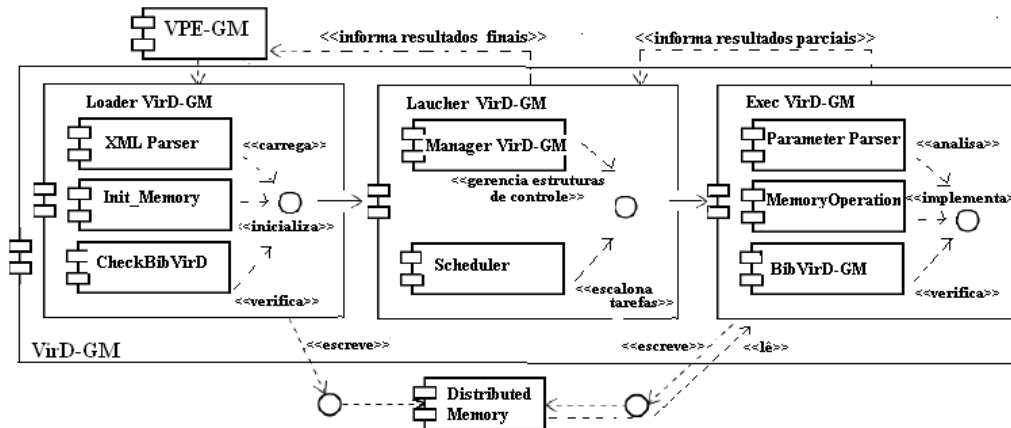 VPE-GM
<<informa resultados finais>>
<<informa resultados parciais>>
Loader VirD-GM
XML Parser
<<carrega>>
Init_Memory
<<inicializa>>
CheckBibVirD
<<verifica>>
Laucher VirD-GM
Manager VirD-GM
<<gerencia estruturas
de controle>>
Scheduler
<<escalona
tarefas>>
Exec VirD-GM
Parameter Parser
<<analisa>>
MemoryOperation
<<implementa>>
BibVirD-GM
<<verifica>>
VirD-GM
<<escreve>>
<<escreve>>
<<lê>>
Distributed
Memory